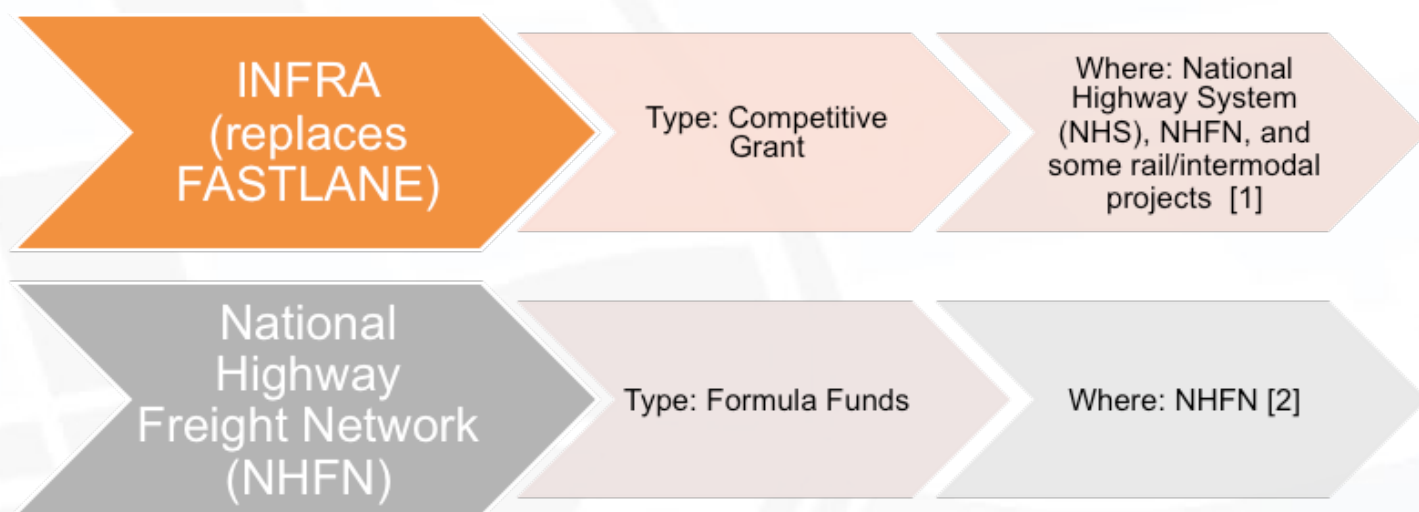 INFRA
(replaces
FASTLANE)
Type: Competitive
Grant
Where: National
Highway System
(NHS), NHFN, and
some rail/intermodal
projects [1]
National
Highway
Freight Network
(NHFN)
Type: Formula Funds
Where: NHFN [2]